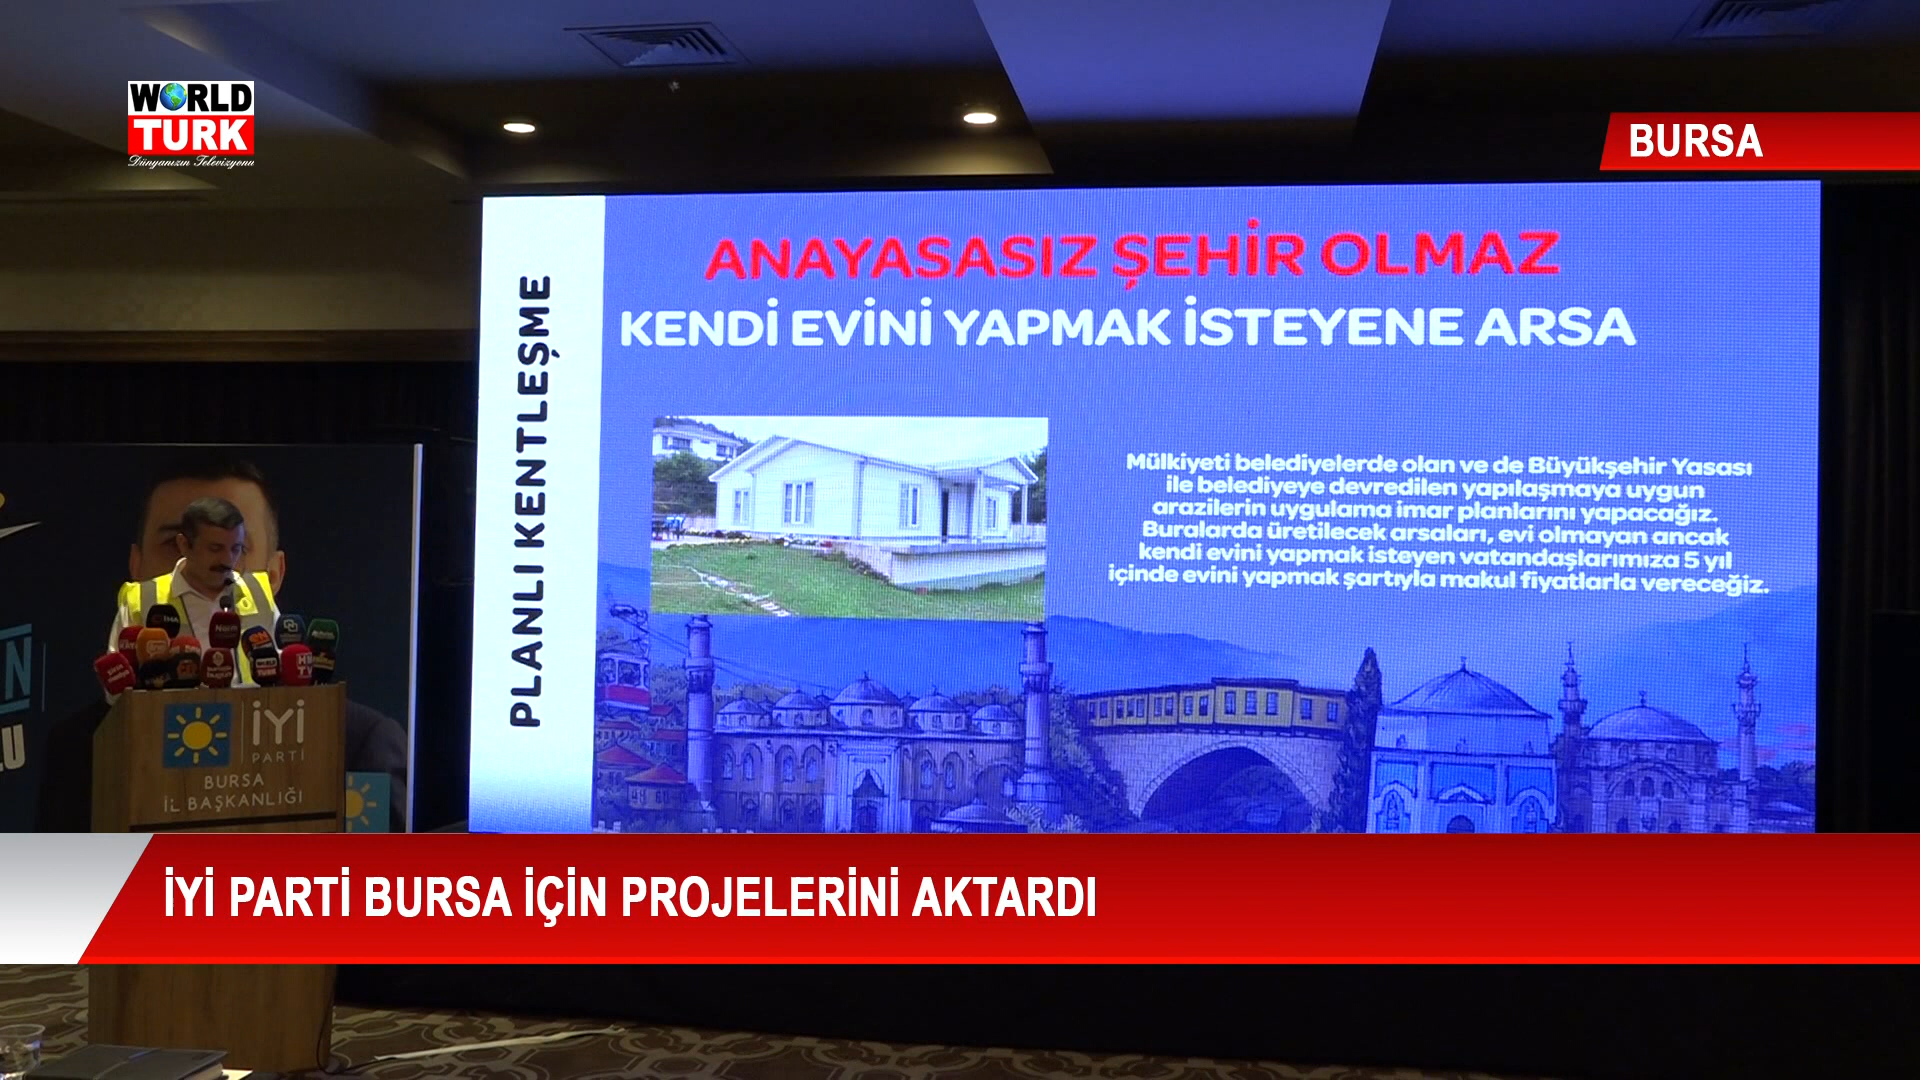 WORLD
TURK
Dünyanızın Televizyonu
BURSA
PLANLI KENTLEŞME
ANAYASASIZ ŞEHİR OLMAZ
KENDİ EVİNİ YAPMAK İSTEYENE ARSA
Mülkiyeti belediyelerde olan ve de Büyükşehir Yasası
ile belediyeye devredilen yapılaşmaya uygun
arazilerin uygulama imar planlarını yapacağız.
Buralarda üretilecek arsaları, evi olmayan ancak
kendi evini yapmak isteyen vatandaşlarımıza 5 yıl
içinde evini yapmak şartıyla makul fiyatlarla vereceğiz.
İHA
WORLD
TURK
İYİ
PARTİ
BURSA
İL BAŞKANLIĞI
İYİ PARTİ BURSA İÇİN PROJELERİNİ AKTARDI